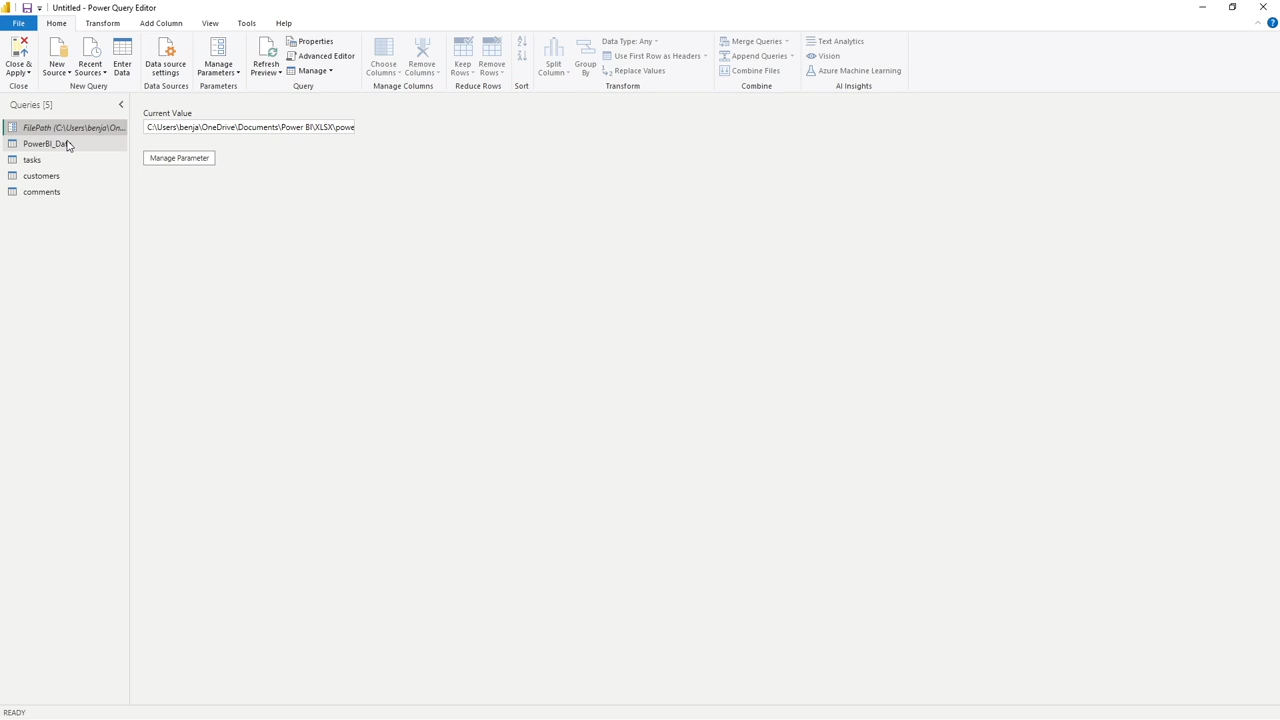 Untitled - Power Query Editor
File Home Transform Add Column View Tools Help
Close & Apply New Source Recent Sources Enter Data Data source settings Manage Parameters Refresh Preview Properties Advanced Editor Manage Choose Columns Remove Columns Keep Rows Remove Rows Split Column Group By Data Type: Any Use First Row as Headers Replace Values Merge Queries Append Queries Combine Files Text Analytics Vision Azure Machine Learning
Close New Query Data Sources Parameters Query Manage Columns Reduce Rows Sort Transform Combine AI Insights
Queries [5]
FilePath (C:\Users\benja\On...
tasks
customers
comments
Current Value
C:\Users\benja\OneDrive\Documents\Power BI\XLSX\powe
Manage Parameter
READY